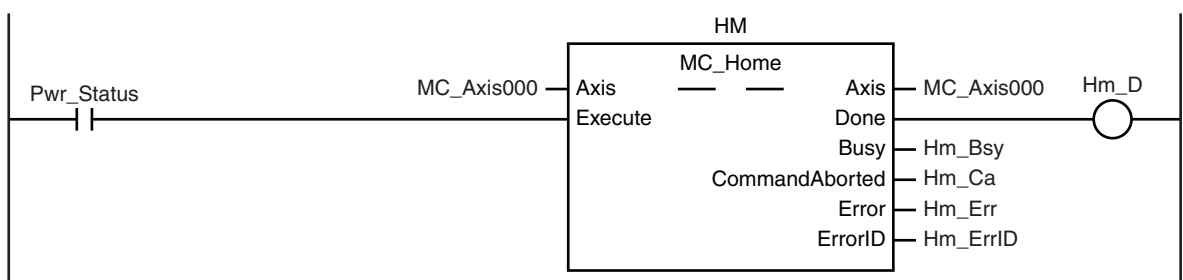 HM
MC_Home
Pwr_Status
MC_Axis000 Axis Axis MC_Axis000 Hm_D
Execute Done
Busy Hm_Bsy
CommandAborted Hm_Ca
Error Hm_Err
ErrorID Hm_ErrID